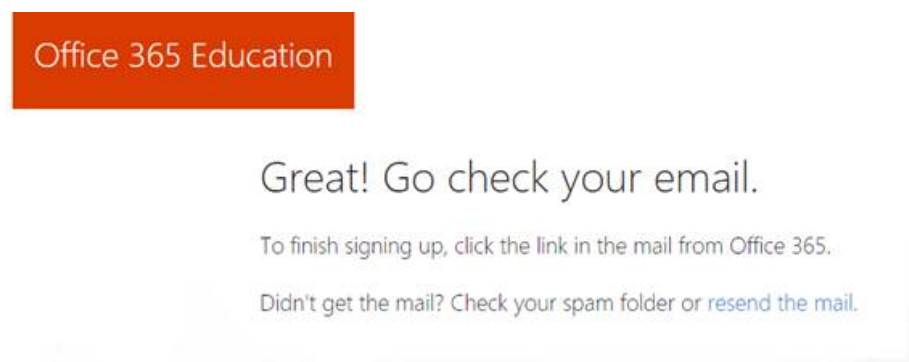 Office 365 Education
Great! Go check your email.
To finish signing up, click the link in the mail from Office 365.
Didn't get the mail? Check your spam folder or resend the mail.